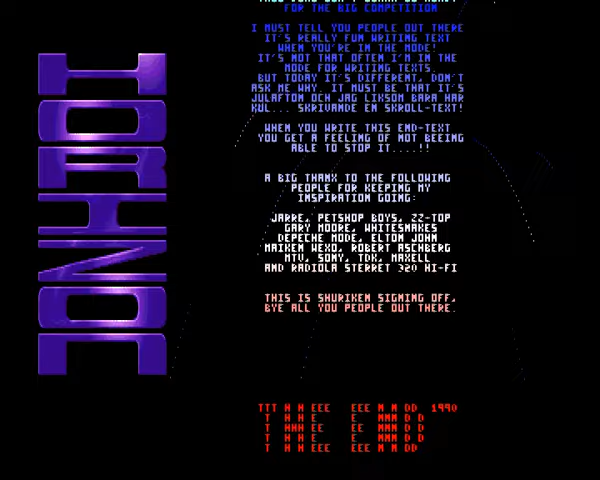 FOR THE BIG COMPETITION
I MUST TELL YOU PEOPLE OUT THERE
IT'S REALLY FUN WRITING TEXT
WHEN YOU'RE IN THE MODE!
IT'S NOT THAT OFTEN I'M IN THE
MODE FOR WRITING TEXTS.
BUT TODAY IT'S DIFFERENT, DON'T
ASK ME WHY. IT MUST BE THAT IT'S
JULAFTON OCH JAG LIKSOM BARA HAR
KUL... SKRIVANDE EN SKROLL-TEXT!
WHEN YOU WRITE THIS END-TEXT
YOU GET A FEELING OF NOT BEEING
ABLE TO STOP IT....!!
A BIG THANX TO THE FOLLOWING
PEOPLE FOR KEEPING MY
INSPIRATION GOING:
JARRE, PETSHOP BOYS, ZZ-TOP
GARY MOORE, WHITESNAKES
DEPECHE MODE, ELTON JOHN
MAIKEN WEXO, ROBERT ASCHBERG
MTV, SONY, TDK, MAXELL
AND RADIOLA STERRET 320 HI-FI
THIS IS SHURIKEN SIGNING OFF,
BYE ALL YOU PEOPLE OUT THERE.
THE END 1990